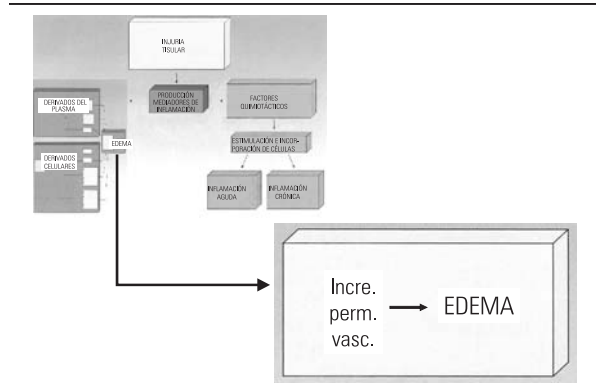 INJURIA
TISULAR
DERIVADOS DEL
PLASMA
PRODUCCIÓN
MEDIADORES DE
INFLAMACIÓN
FACTORES
QUIMIOTÁCTICOS
EDEMA
ESTIMULACIÓN E INCOR-
PORACIÓN DE CÉLULAS
DERIVADOS
CELULARES
INFLAMACIÓN
AGUDA
INFLAMACIÓN
CRÓNICA
Incre.
perm.
vasc.
EDEMA